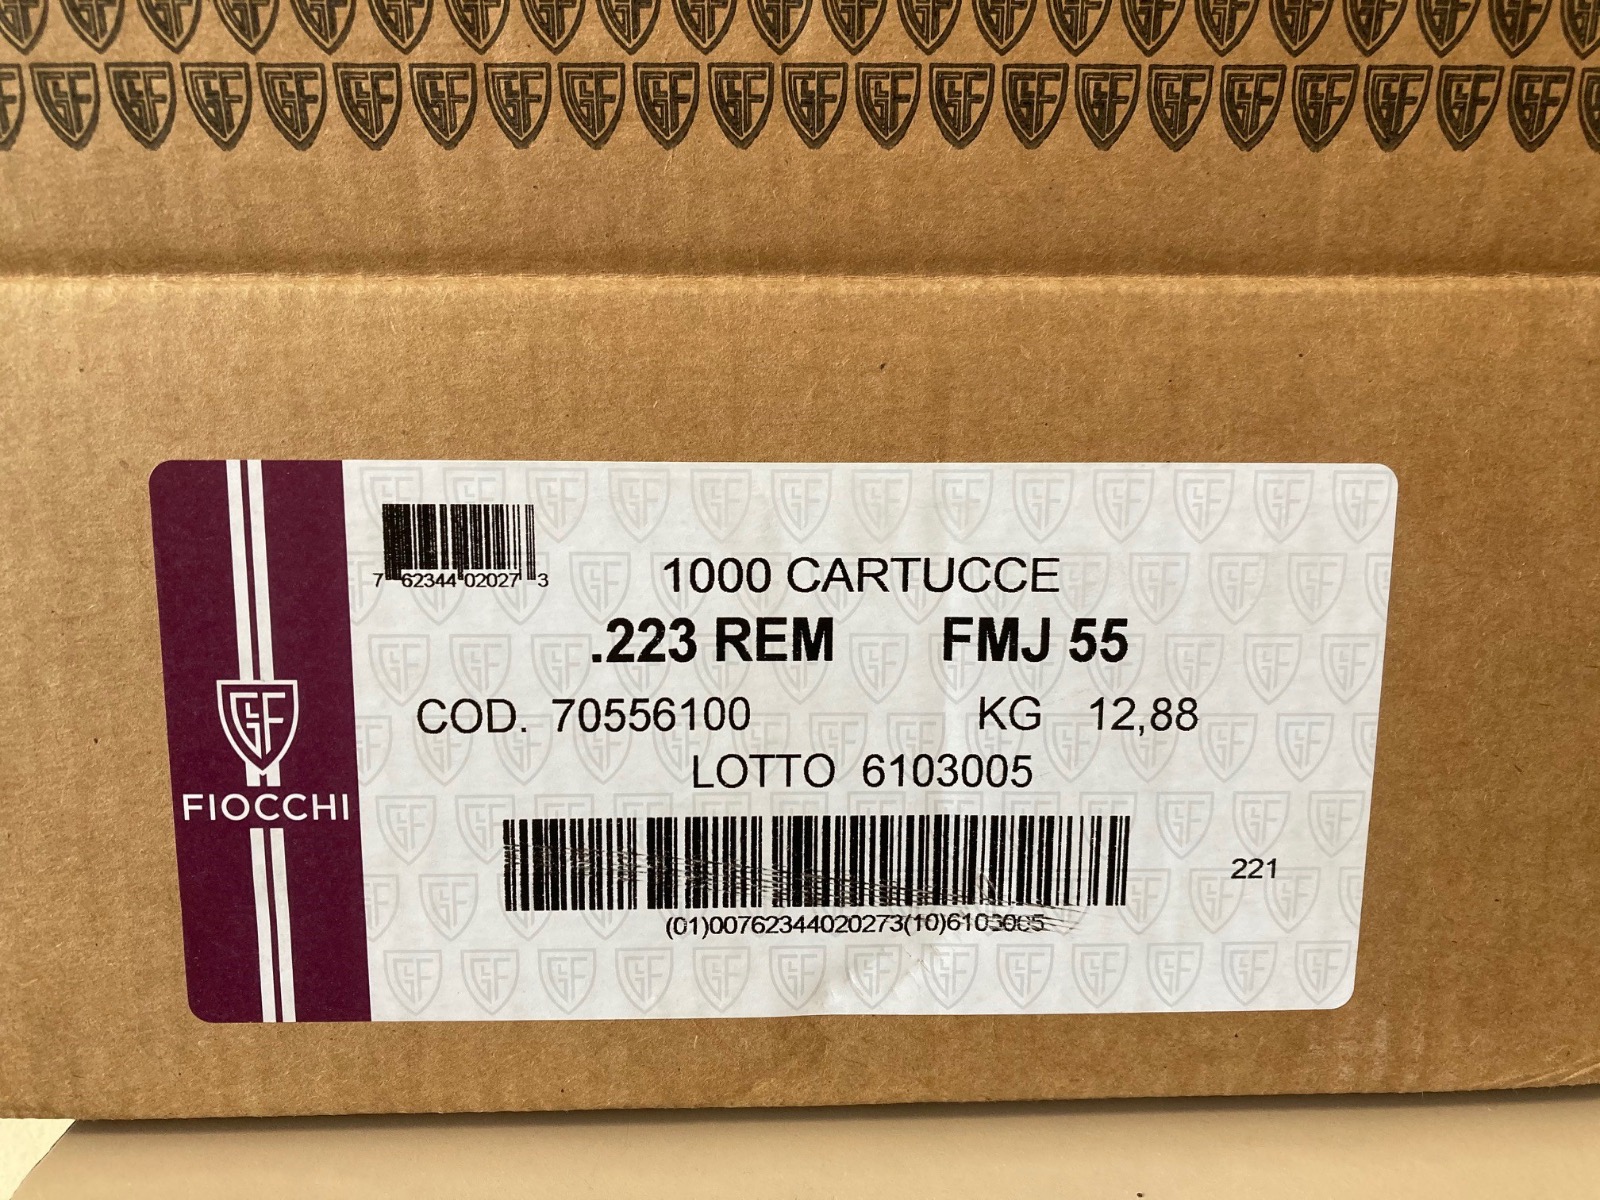 7 62344 02027 3
1000 CARTUCCE
.223 REM FMJ 55
COD. 70556100 KG 12,88
LOTTO 6103005
FIOCCHI
221
(01)00762344020273(10)6103005